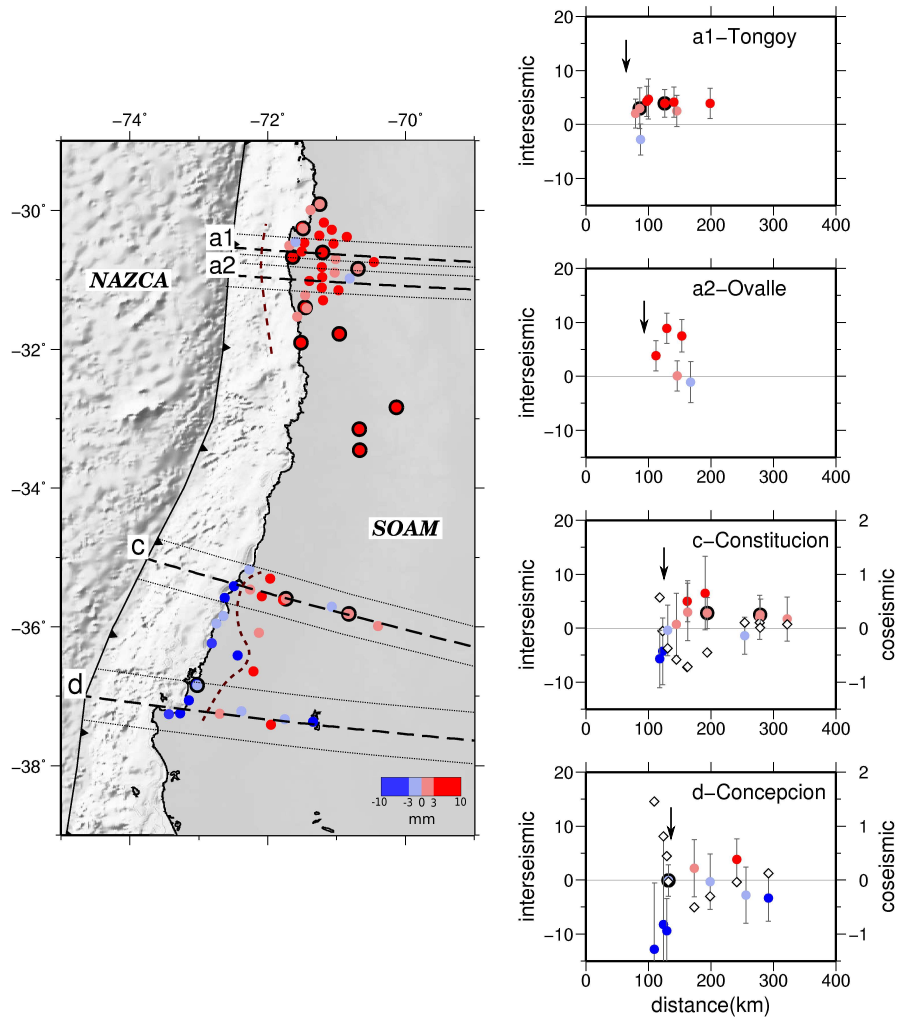 −74° −72° −70°
−30°
−32°
−34°
−36°
−38°
NAZCA
SOAM
a1
a2
c
d
-10 -3 0 3 10
mm
a1−Tongoy
interseismic
20
10
0
−10
0 100 200 300 400
a2−Ovalle
interseismic
20
10
0
−10
0 100 200 300 400
c−Constitucion
interseismic
20
10
0
−10
2
1
0
−1
coseismic
0 100 200 300 400
d−Concepcion
interseismic
20
10
0
−10
2
1
0
−1
coseismic
0 100 200 300 400
distance(km)